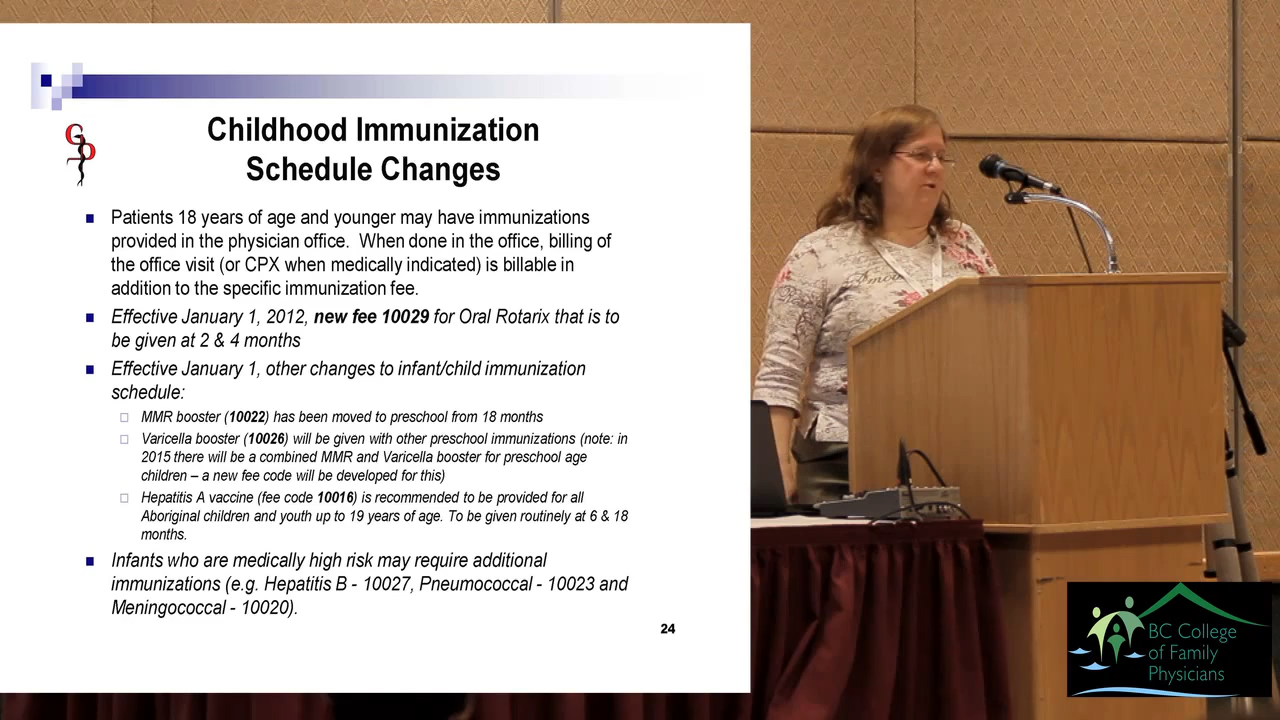 Childhood Immunization
Schedule Changes
■ Patients 18 years of age and younger may have immunizations
provided in the physician office. When done in the office, billing of
the office visit (or CPX when medically indicated) is billable in
addition to the specific immunization fee.
■ Effective January 1, 2012, new fee 10029 for Oral Rotarix that is to
be given at 2 & 4 months
■ Effective January 1, other changes to infant/child immunization
schedule:
□ MMR booster (10022) has been moved to preschool from 18 months
□ Varicella booster (10026) will be given with other preschool immunizations (note: in
2015 there will be a combined MMR and Varicella booster for preschool age
children – a new fee code will be developed for this)
□ Hepatitis A vaccine (fee code 10016) is recommended to be provided for all
Aboriginal children and youth up to 19 years of age. To be given routinely at 6 & 18
months.
■ Infants who are medically high risk may require additional
immunizations (e.g. Hepatitis B - 10027, Pneumococcal - 10023 and
Meningococcal - 10020).
24
BC College
of Family
Physicians